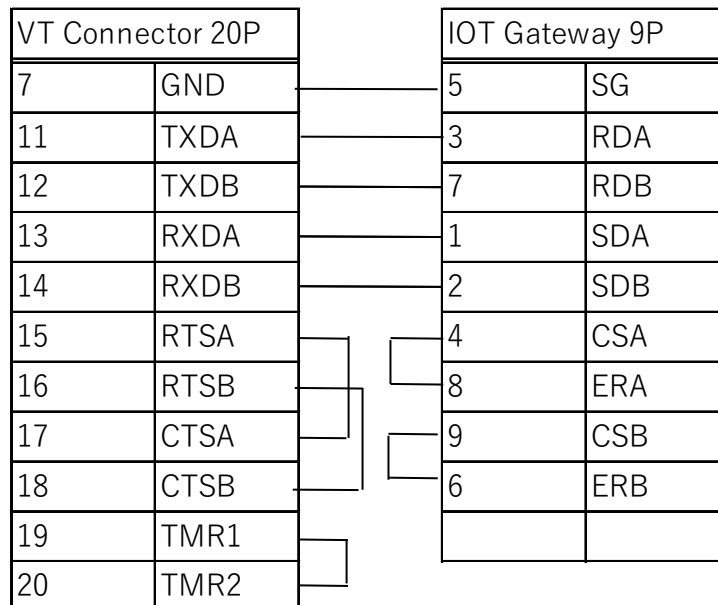 VT Connector 20P IOT Gateway 9P
7 GND 5 SG
11 TXDA 3 RDA
12 TXDB 7 RDB
13 RXDA 1 SDA
14 RXDB 2 SDB
15 RTSA 4 CSA
16 RTSB 8 ERA
17 CTSA 9 CSB
18 CTSB 6 ERB
19 TMR1
20 TMR2